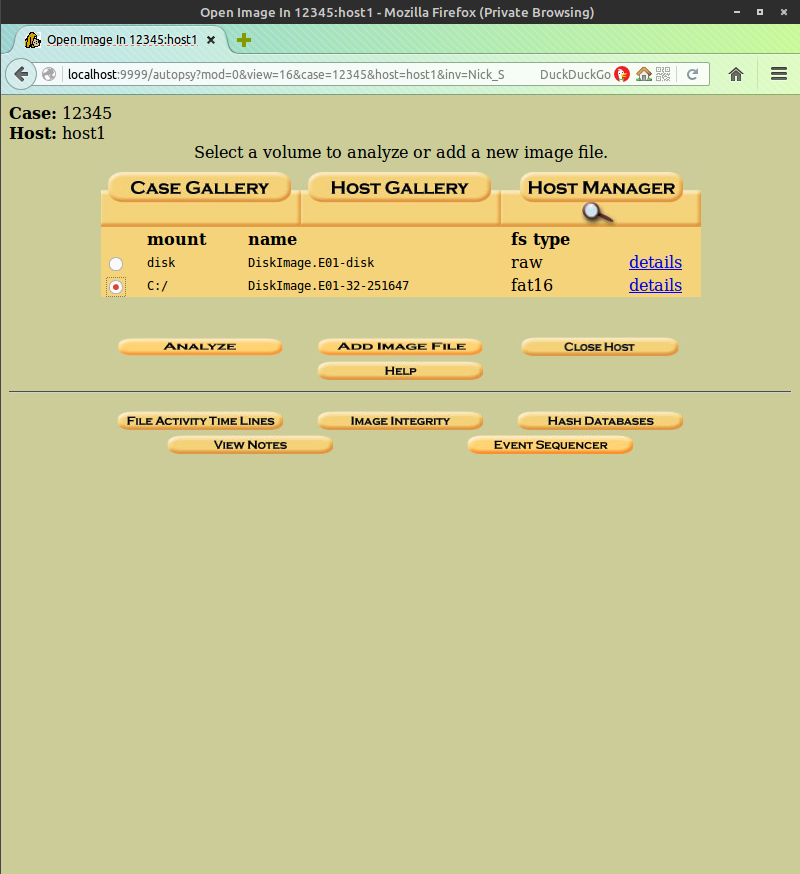 Open Image In 12345:host1 - Mozilla Firefox (Private Browsing)
Open Image In 12345:host1
localhost:9999/autopsy?mod=0&view=16&case=12345&host=host1&inv=Nick_S DuckDuckGo
Case: 12345
Host: host1
Select a volume to analyze or add a new image file.
CASE GALLERY HOST GALLERY HOST MANAGER
mount name fs type
disk DiskImage.E01-disk raw details
C:/ DiskImage.E01-32-251647 fat16 details
ANALYZE ADD IMAGE FILE CLOSE HOST
HELP
FILE ACTIVITY TIME LINES IMAGE INTEGRITY HASH DATABASES
VIEW NOTES EVENT SEQUENCER